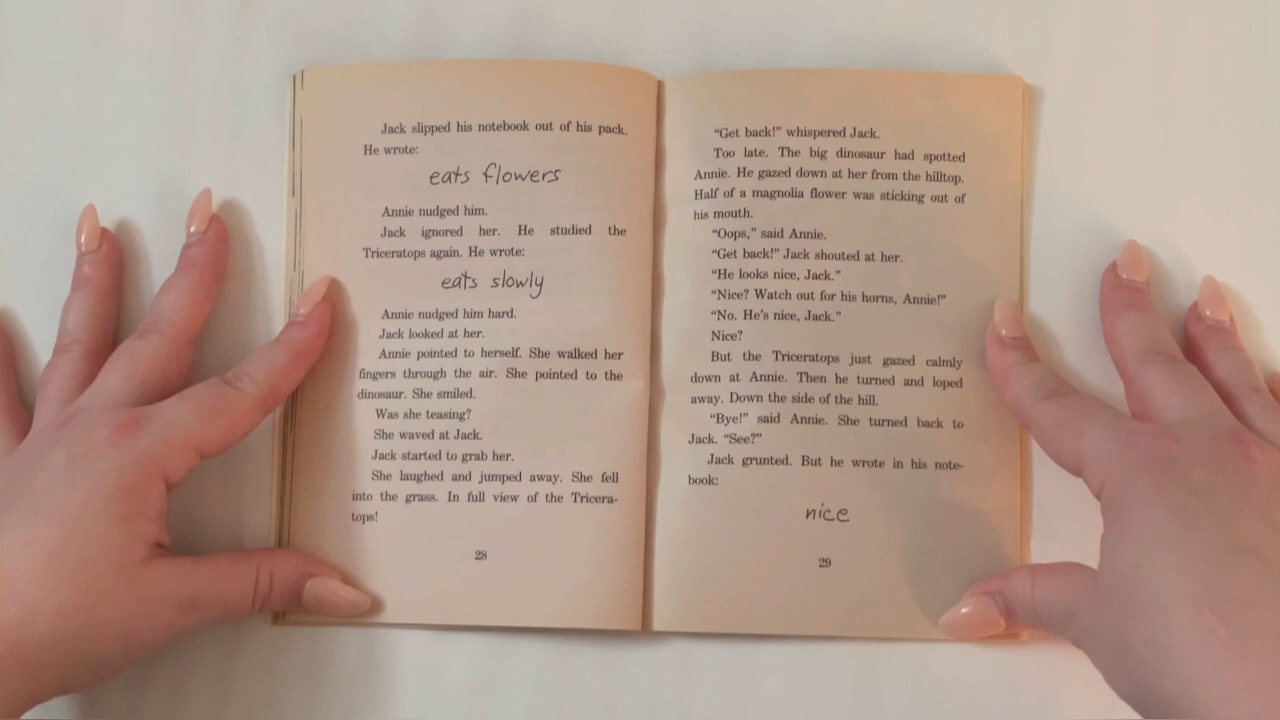 Jack slipped his notebook out of his pack.
He wrote:
eats flowers
Annie nudged him.
Jack ignored her. He studied the
Triceratops again. He wrote:
eats slowly
Annie nudged him hard.
Jack looked at her.
Annie pointed to herself. She walked her
fingers through the air. She pointed to the
dinosaur. She smiled.
Was she teasing?
She waved at Jack.
Jack started to grab her.
She laughed and jumped away. She fell
into the grass. In full view of the Tricera-
tops!
28
“Get back!” whispered Jack.
Too late. The big dinosaur had spotted
Annie. He gazed down at her from the hilltop.
Half of a magnolia flower was sticking out of
his mouth.
“Oops,” said Annie.
“Get back!” Jack shouted at her.
“He looks nice, Jack.”
“Nice? Watch out for his horns, Annie!”
“No. He’s nice, Jack.”
Nice?
But the Triceratops just gazed calmly
down at Annie. Then he turned and loped
away. Down the side of the hill.
“Bye!” said Annie. She turned back to
Jack. “See?”
Jack grunted. But he wrote in his note-
book:
nice
29